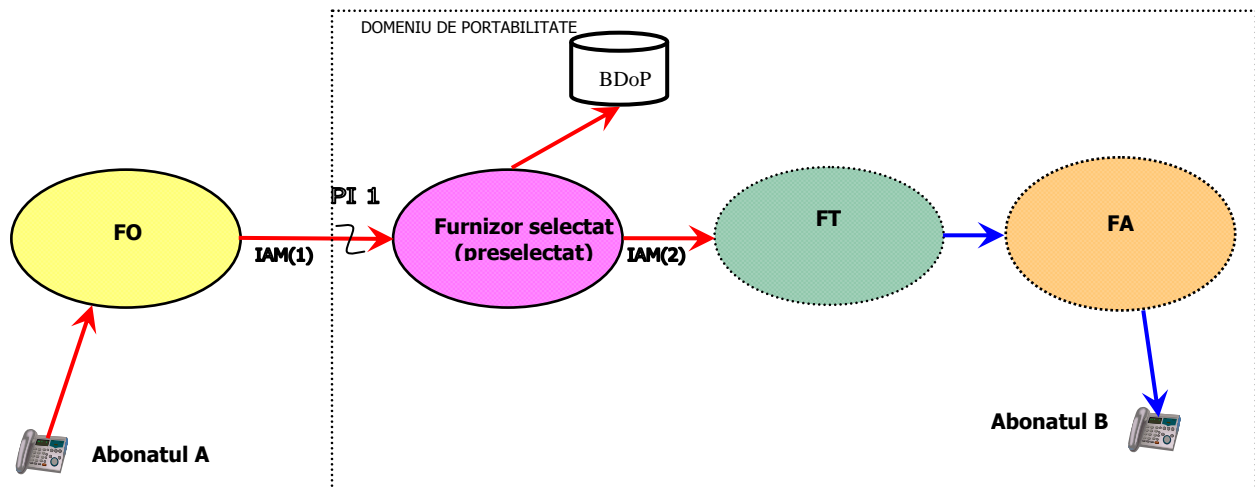 DOMENIU DE PORTABILITATE
BDoP
PI 1
FO
Furnizor selectat
(preselectat)
FT
FA
IAM(1)
IAM(2)
Abonatul A
Abonatul B